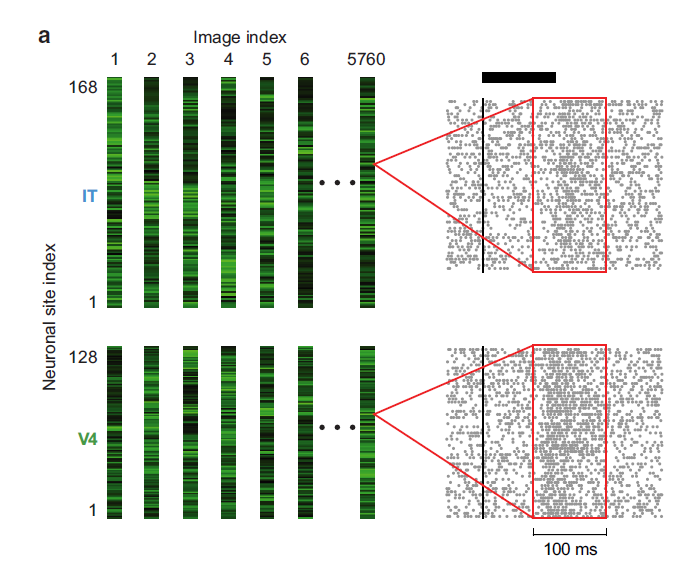 a
Image index
1 2 3 4 5 6 5760
168
IT
1
Neuronal site index
128
V4
1
100 ms